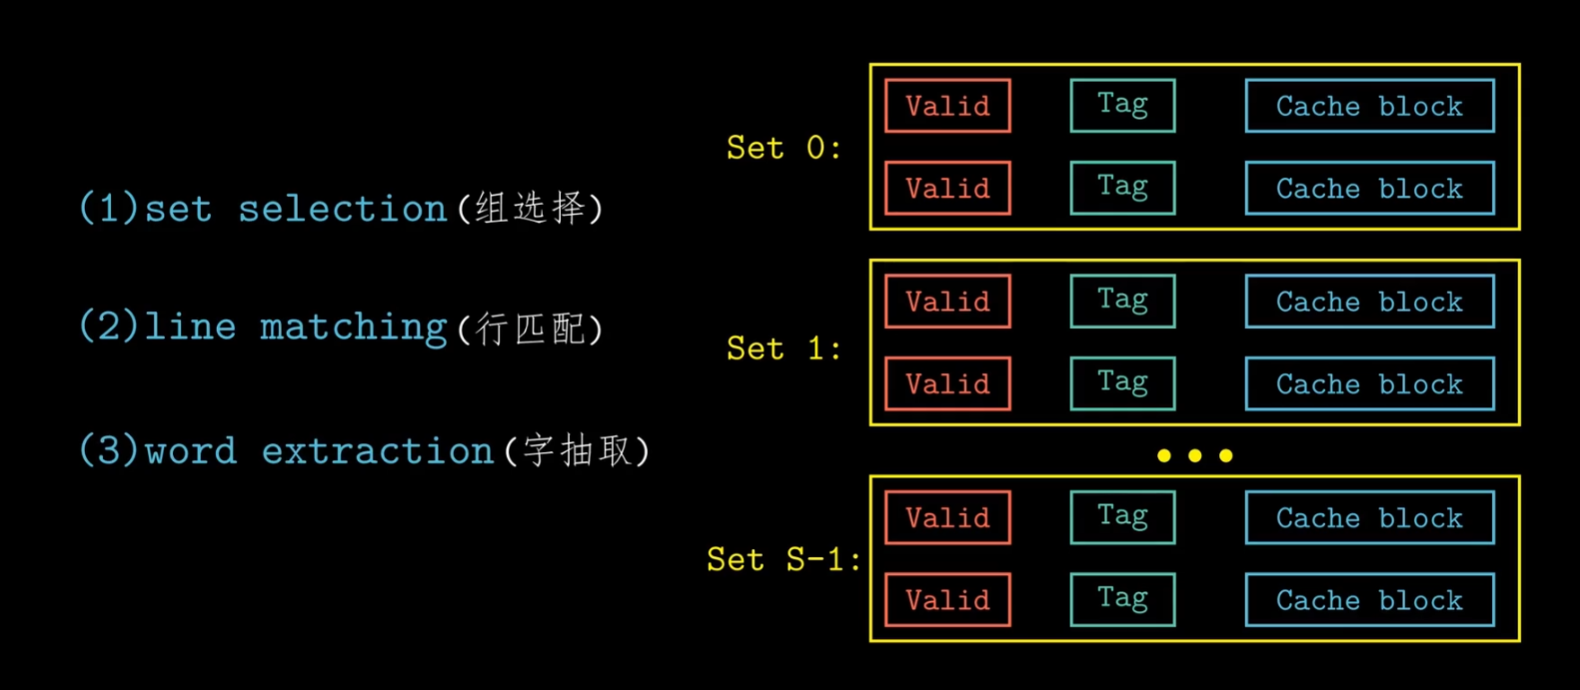 (1)set selection(组选择)
(2)line matching(行匹配)
(3)word extraction(字抽取)
Set 0:
Valid Tag Cache block
Valid Tag Cache block
Set 1:
Valid Tag Cache block
Valid Tag Cache block
...
Set S-1:
Valid Tag Cache block
Valid Tag Cache block